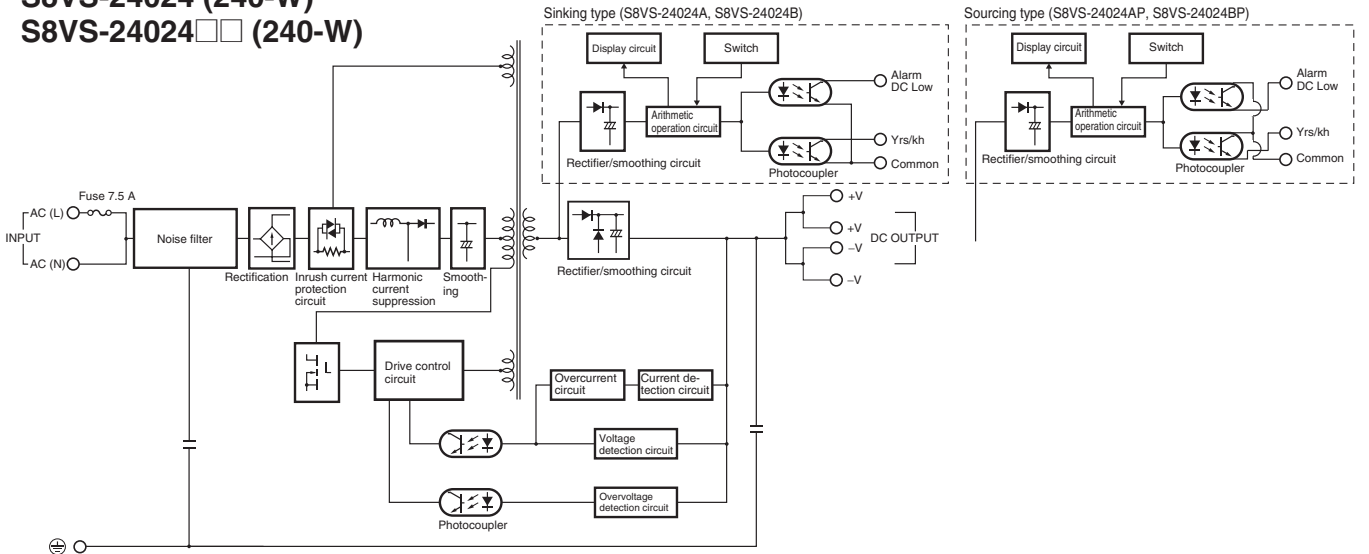 S8VS-24024 (240-W)
S8VS-24024□□ (240-W)
Sinking type (S8VS-24024A, S8VS-24024B)
Display circuit
Switch
Arithmetic
operation circuit
Rectifier/smoothing circuit
Photocoupler
Alarm
DC Low
Yrs/kh
Common
Sourcing type (S8VS-24024AP, S8VS-24024BP)
Display circuit
Switch
Arithmetic
operation circuit
Rectifier/smoothing circuit
Photocoupler
Alarm
DC Low
Yrs/kh
Common
Fuse 7.5 A
AC (L)
INPUT
AC (N)
Noise filter
Rectification
Inrush current
protection
circuit
Harmonic
current
suppression
Smooth-
ing
Rectifier/smoothing circuit
+V
+V
DC OUTPUT
−V
−V
Drive control
circuit
Overcurrent
circuit
Current de-
tection circuit
Voltage
detection circuit
Overvoltage
detection circuit
Photocoupler